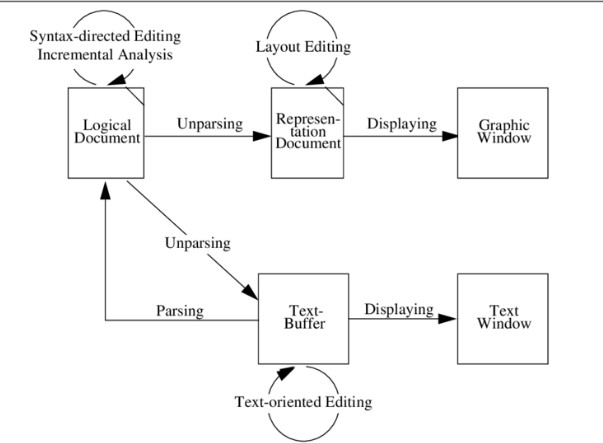 Syntax-directed Editing
Incremental Analysis
Layout Editing
Logical
Document
Unparsing
Represen-
tation
Document
Displaying
Graphic
Window
Unparsing
Parsing
Text-
Buffer
Displaying
Text
Window
Text-oriented Editing